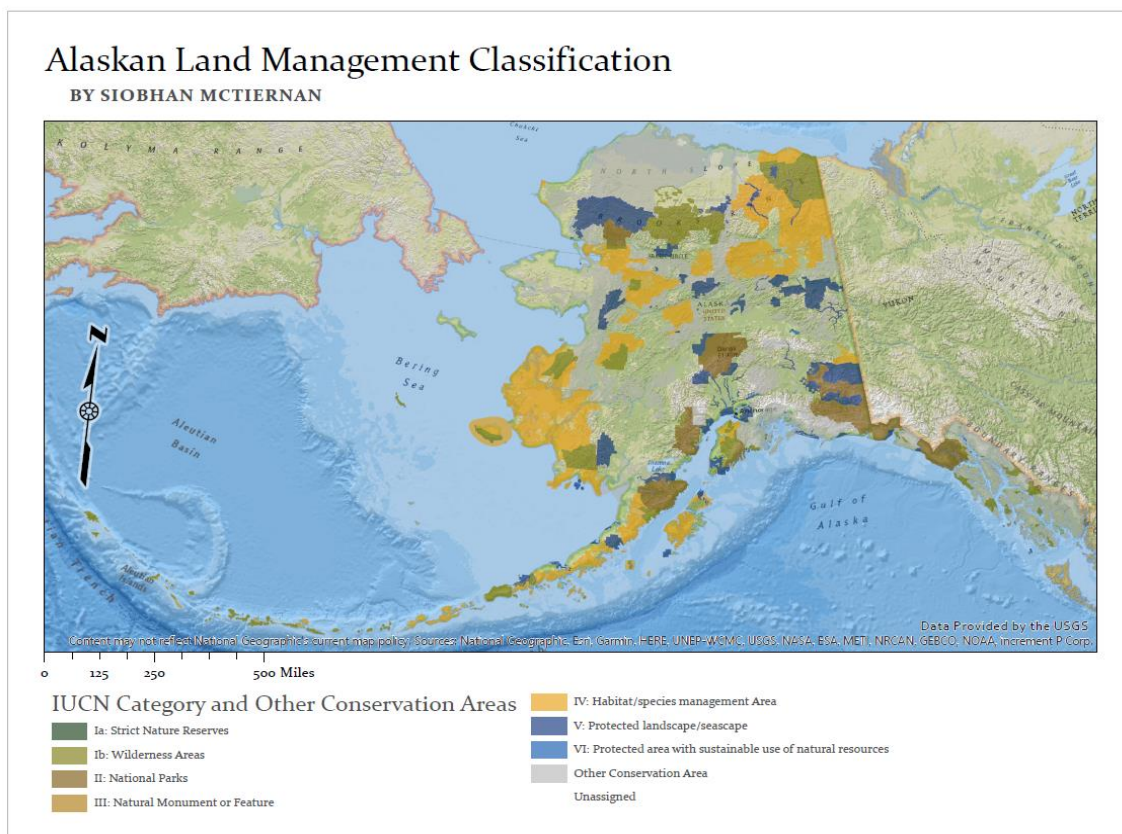 Alaskan Land Management Classification
BY SIOBHAN MCTIERNAN
Chukchi
Sea
KOLYMA RANGE
NORTH SLOPE
BROOKS
ALASKA
UNITED
STATES
YUKON
Bering
Sea
Aleutian
Basin
Gulf of
Alaska
Aleutian
Islands
N
Data Provided by the USGS
Content may not reflect National Geographic's current map policy. Sources: National Geographic, Esri, Garmin, HERE, UNEP-WCMC, USGS, NASA, ESA, METI, NRCAN, GEBCO, NOAA, increment P Corp.
0 125 250 500 Miles
IUCN Category and Other Conservation Areas
Ia: Strict Nature Reserves
Ib: Wilderness Areas
II: National Parks
III: Natural Monument or Feature
IV: Habitat/species management Area
V: Protected landscape/seascape
VI: Protected area with sustainable use of natural resources
Other Conservation Area
Unassigned